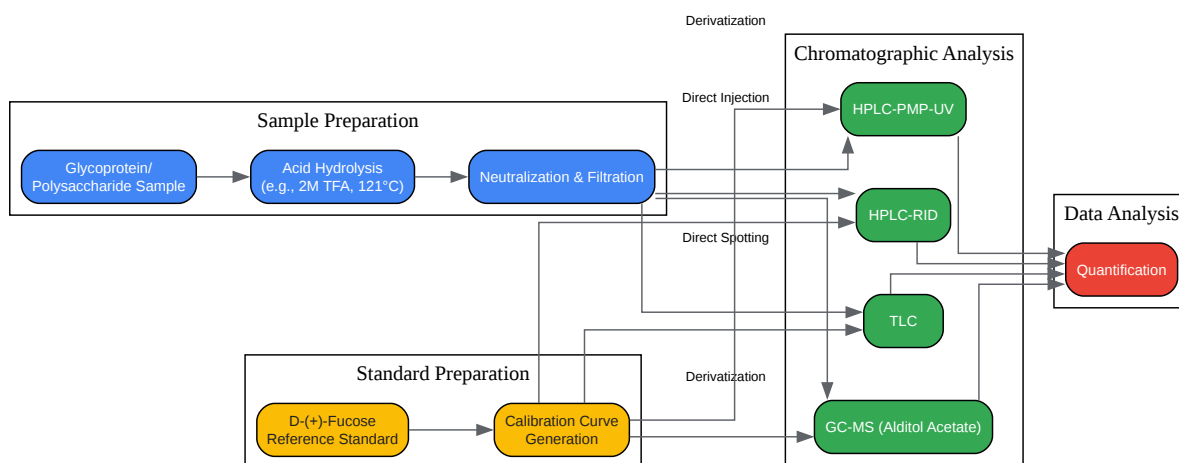 Derivatization
Chromatographic Analysis
Direct Injection
HPLC-PMP-UV
Sample Preparation
Glycoprotein/
Polysaccharide Sample
Acid Hydrolysis
(e.g., 2M TFA, 121°C)
Neutralization & Filtration
HPLC-RID
Data Analysis
Direct Spotting
Quantification
TLC
Standard Preparation
Derivatization
D-(+)-Fucose
Reference Standard
Calibration Curve
Generation
GC-MS (Alditol Acetate)